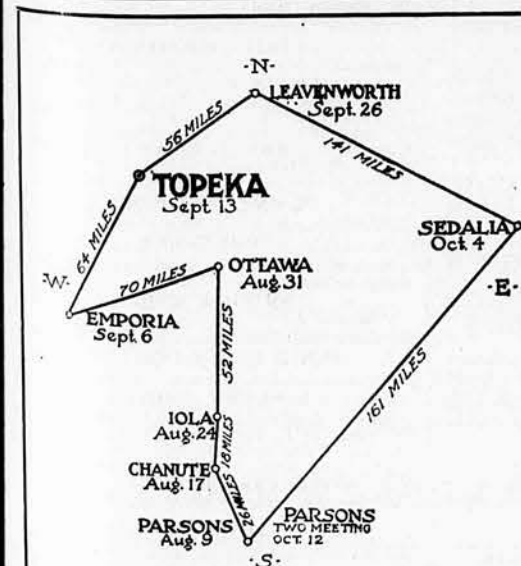 ·N·
LEAVENWORTH
Sept. 26
56 MILES
141 MILES
TOPEKA
Sept 13
64 MILES
SEDALIA
Oct. 4
·W·
70 MILES
OTTAWA
Aug. 31
·E·
EMPORIA
Sept. 6
52 MILES
161 MILES
IOLA
Aug. 24
18 MILES
CHANUTE
Aug. 17
26 MILES
PARSONS
Aug. 9
PARSONS
TWO MEETING
OCT. 12
·S·